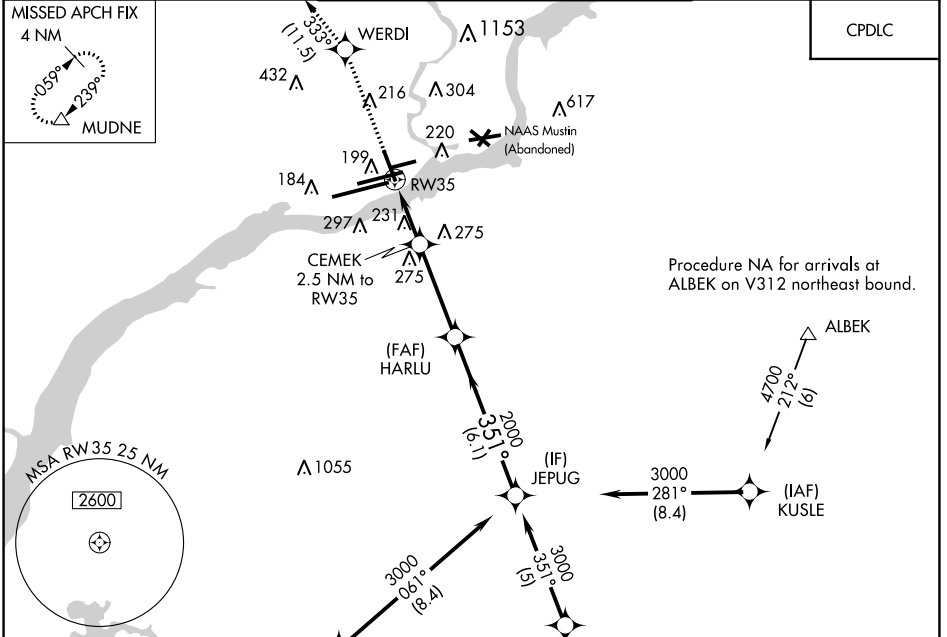 MISSED APCH FIX
4 NM
059°
239°
MUDNE
333°
(11.5)
WERDI
1153
CPDLC
432
216
304
617
220
NAAS Mustin
(Abandoned)
199
184
RW35
297
231
275
CEMEK
2.5 NM to
RW35
275
Procedure NA for arrivals at
ALBEK on V312 northeast bound.
ALBEK
(FAF)
HARLU
4700
212°
(6)
2000
351°
(6.1)
MSA RW35 25 NM
2600
1055
(IF)
JEPUG
3000
281°
(8.4)
(IAF)
KUSLE
3000
061°
(8.4)
3000
351°
(5)